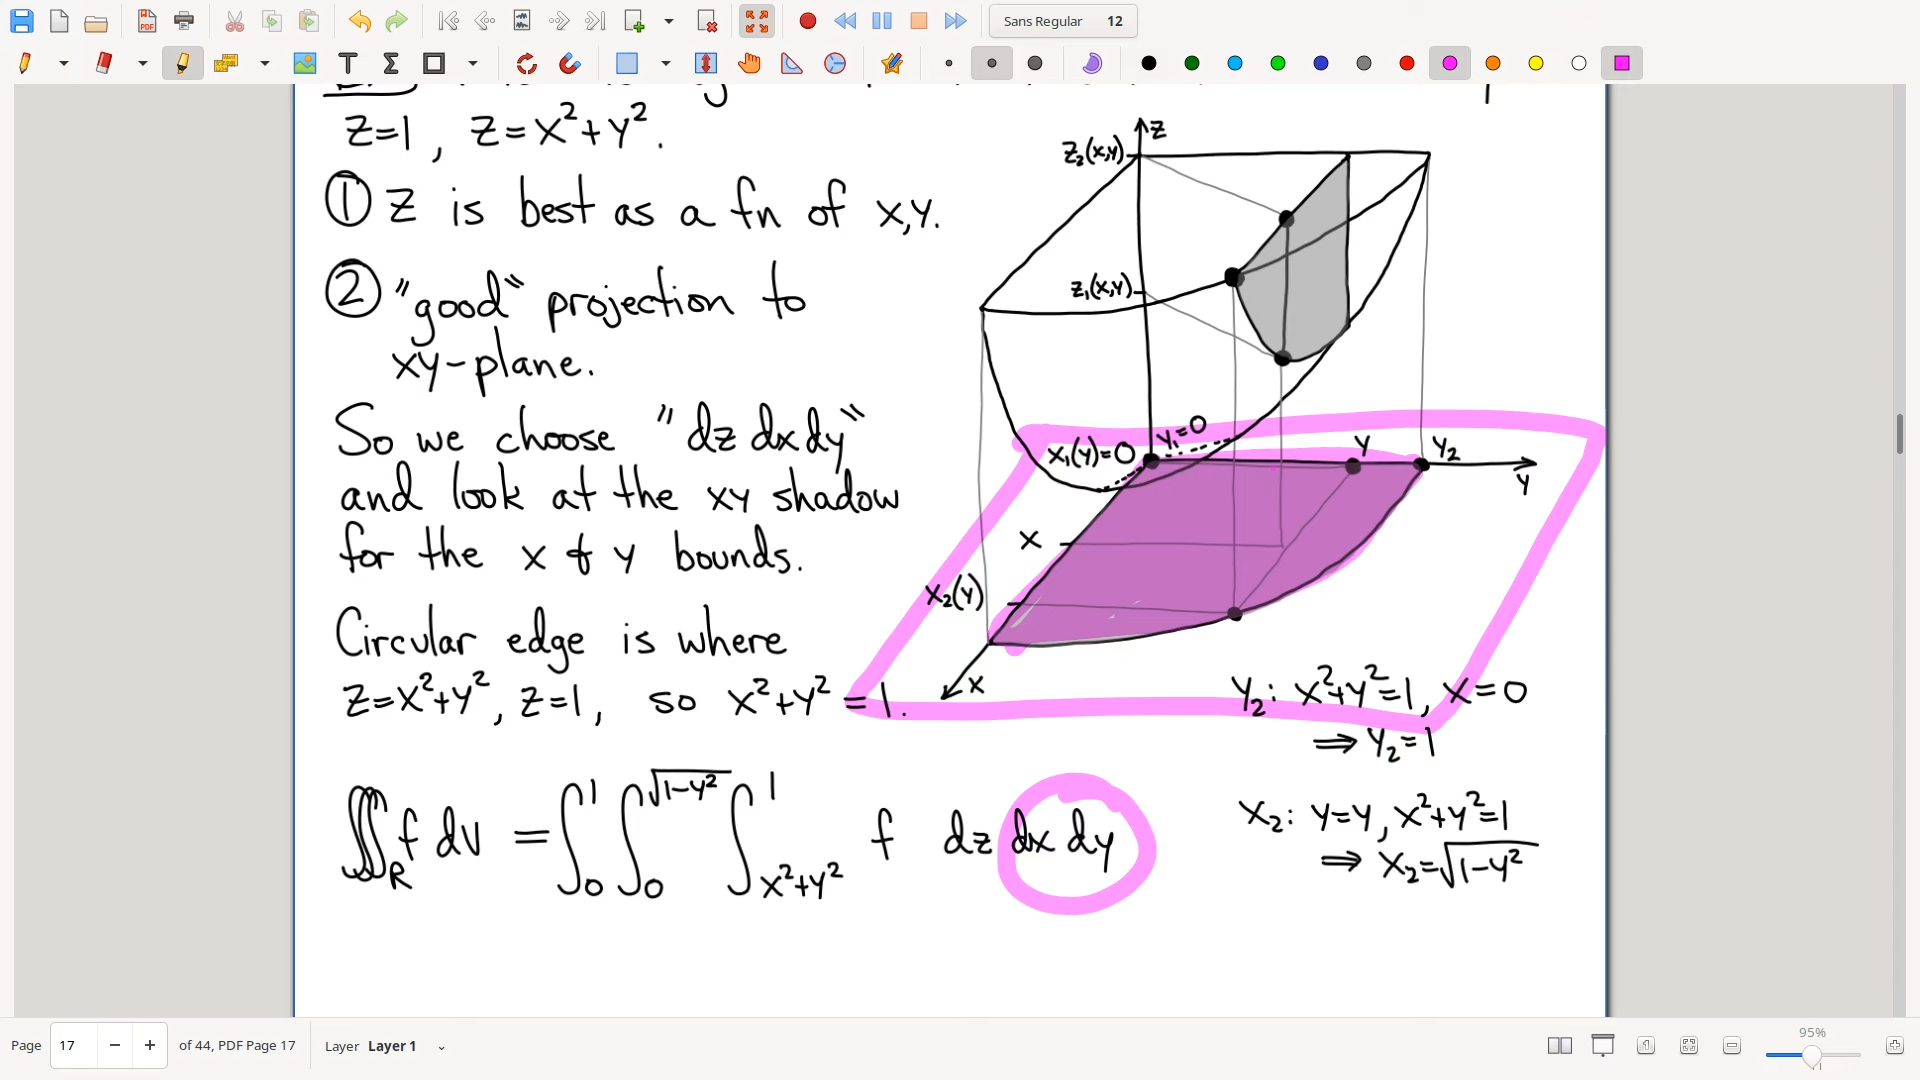 Sans Regular 12
z=1, z=x²+y².
① z is best as a fn of x,y.
② "good" projection to
xy-plane.
So we choose "dz dx dy"
and look at the xy shadow
for the x & y bounds.
Circular edge is where
z=x²+y², z=1, so x²+y²=1.
z
z₂(x,y)
z₁(x,y)
x₁(y)=0
y₁=0
y
y₂
y
x
x₂(y)
x
y₂: x²+y²=1, x=0
⟹ y₂=1
∭_R f dV = ∫₀¹ ∫₀^√(1-y²) ∫_{x²+y²}^1 f dz dx dy
x₂: y=y, x²+y²=1
⟹ x₂=√(1-y²)
Page 17 of 44, PDF Page 17 Layer Layer 1
95%